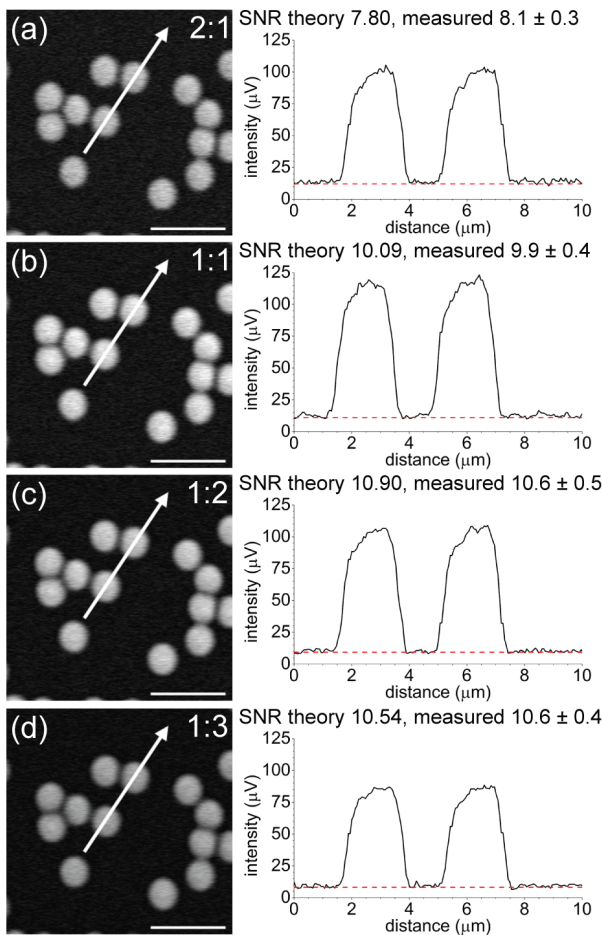 (a) 2:1
SNR theory 7.80, measured 8.1 ± 0.3
125
100
75
50
25
0
intensity (µV)
0 2 4 6 8 10
distance (µm)
(b) 1:1
SNR theory 10.09, measured 9.9 ± 0.4
125
100
75
50
25
0
intensity (µV)
0 2 4 6 8 10
distance (µm)
(c) 1:2
SNR theory 10.90, measured 10.6 ± 0.5
125
100
75
50
25
0
intensity (µV)
0 2 4 6 8 10
distance (µm)
(d) 1:3
SNR theory 10.54, measured 10.6 ± 0.4
125
100
75
50
25
0
intensity (µV)
0 2 4 6 8 10
distance (µm)